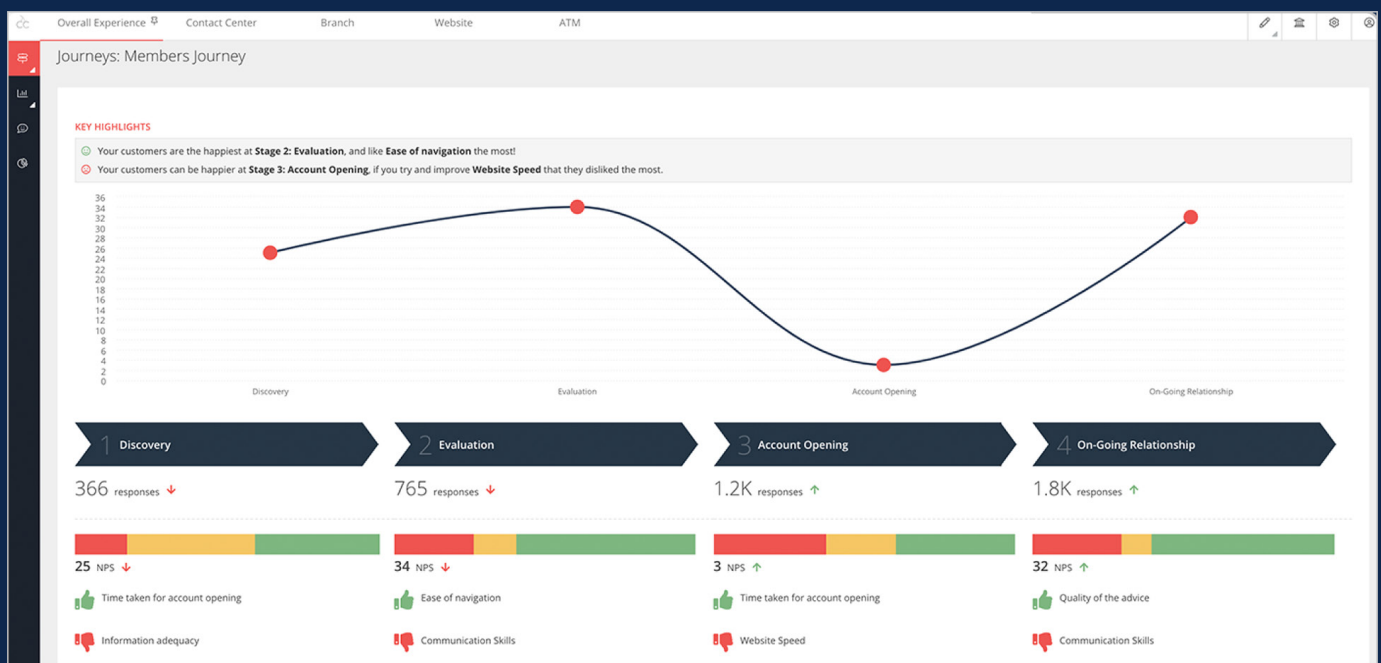 CC
Overall Experience Contact Center Branch Website ATM
Journeys: Members Journey
KEY HIGHLIGHTS
Your customers are the happiest at Stage 2: Evaluation, and like Ease of navigation the most!
Your customers can be happier at Stage 3: Account Opening, if you try and improve Website Speed that they disliked the most.
36
34
32
30
28
26
24
22
20
18
16
14
12
10
8
6
4
2
0
Discovery Evaluation Account Opening On-Going Relationship
1 Discovery 2 Evaluation 3 Account Opening 4 On-Going Relationship
366 responses 765 responses 1.2K responses 1.8K responses
25 NPS 34 NPS 3 NPS 32 NPS
Time taken for account opening Ease of navigation Time taken for account opening Quality of the advice
Information adequacy Communication Skills Website Speed Communication Skills